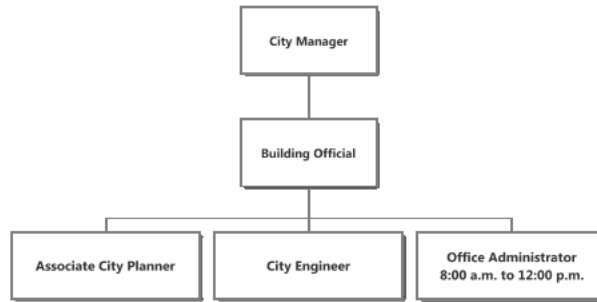 City Manager
Building Official
Associate City Planner
City Engineer
Office Administrator
8:00 a.m. to 12:00 p.m.